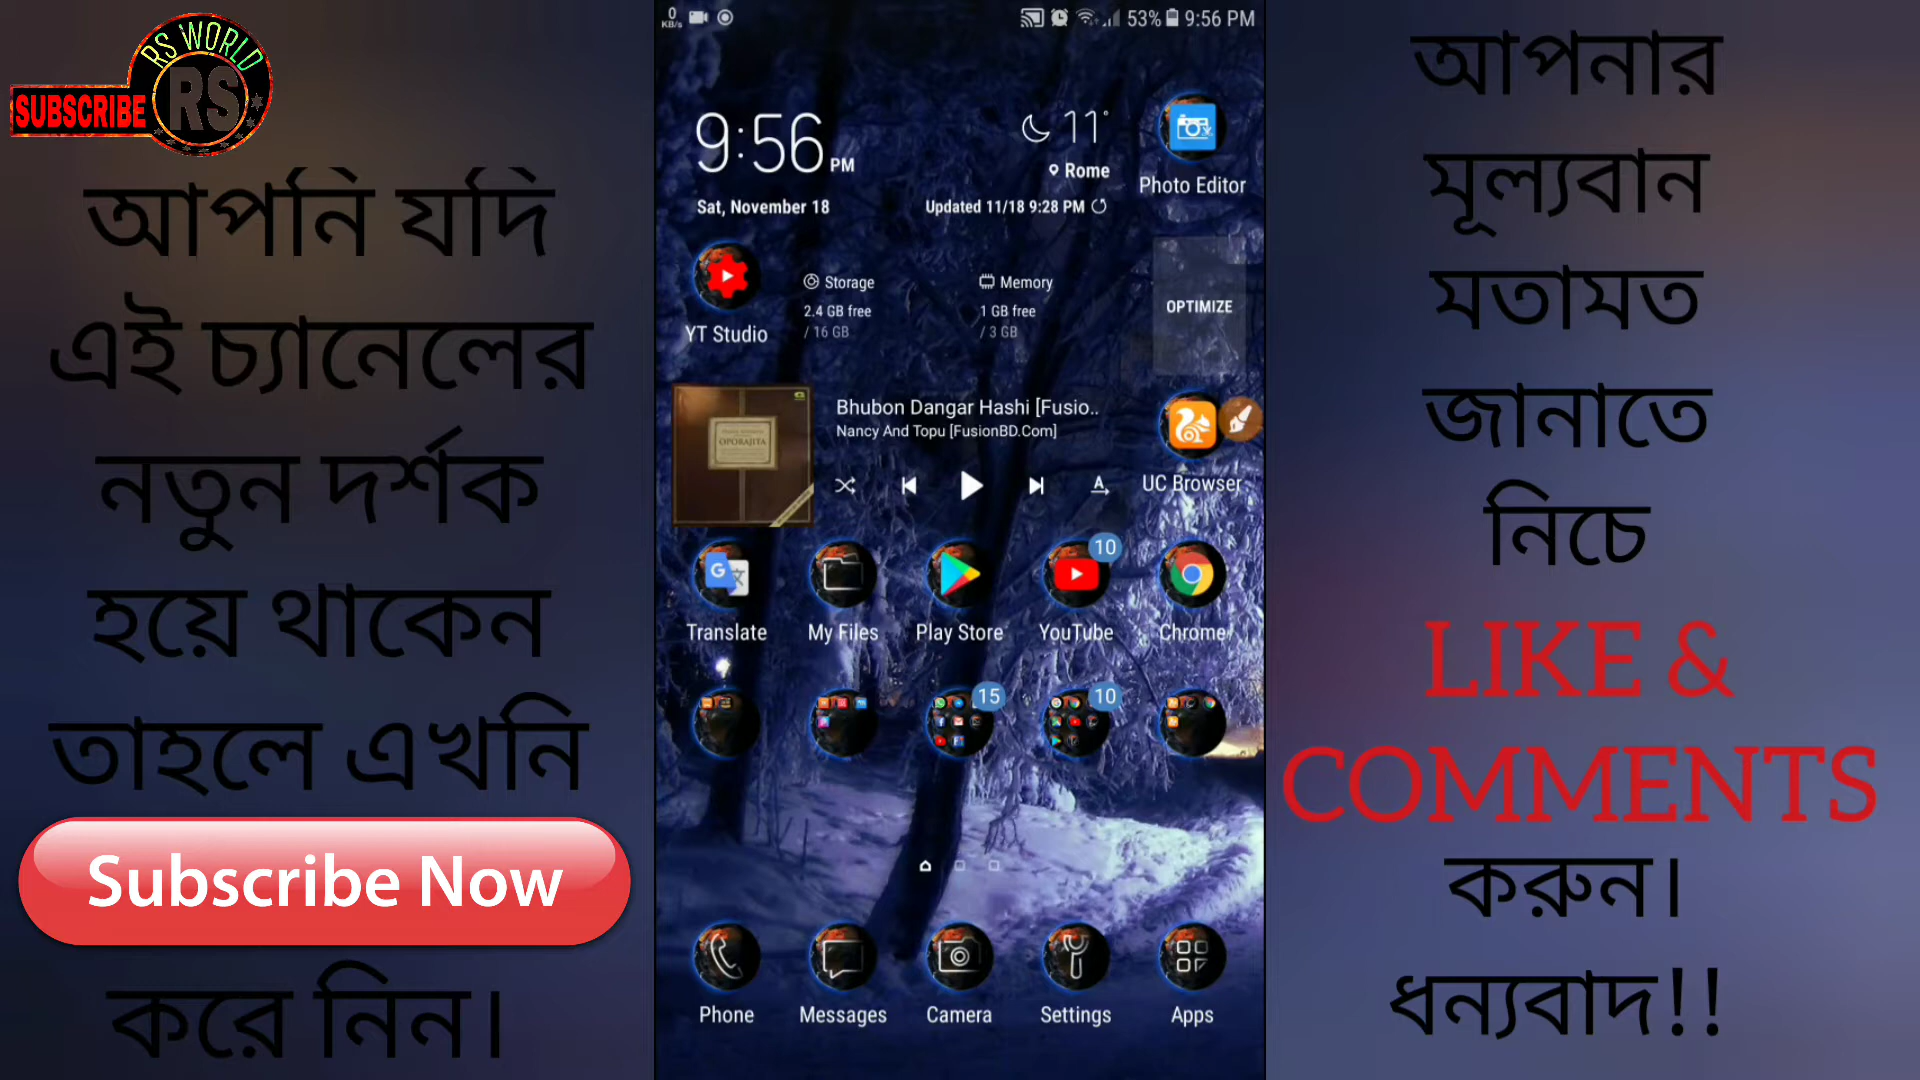 RS WORLD
RS
SUBSCRIBE
আপনি যদি
এই চ্যানেলের
নতুন দর্শক
হয়ে থাকেন
তাহলে এখনি
Subscribe Now
করে নিন।
0
KB/s
53% 9:56 PM
9:56 PM
11°
Rome
Sat, November 18
Updated 11/18 9:28 PM
Photo Editor
YT Studio
Storage
2.4 GB free
/ 16 GB
Memory
1 GB free
/ 3 GB
OPTIMIZE
OPORAJITA
Bhubon Dangar Hashi [Fusio..
Nancy And Topu [FusionBD.Com]
A
UC Browser
10
Translate
My Files
Play Store
YouTube
Chrome
15
10
Phone
Messages
Camera
Settings
Apps
আপনার
মূল্যবান
মতামত
জানাতে
নিচে
LIKE &
COMMENTS
করুন।
ধন্যবাদ!!